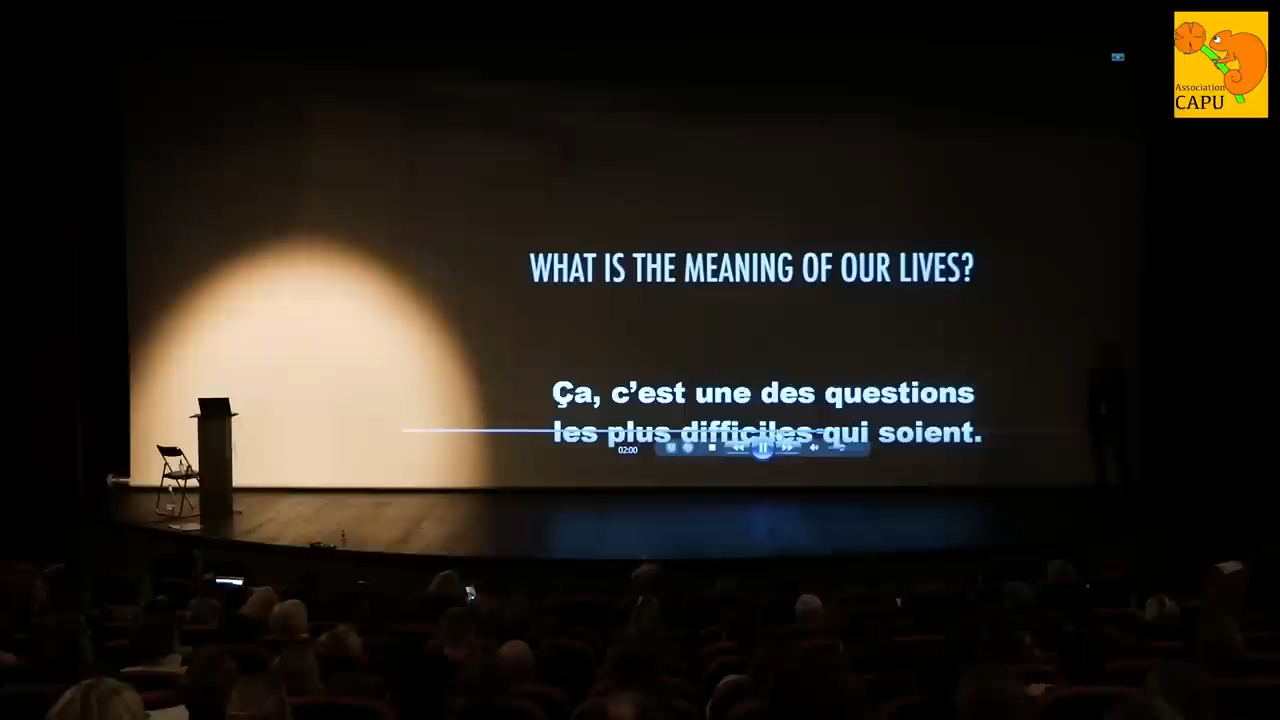 Association
CAPU
WHAT IS THE MEANING OF OUR LIVES?
Ça, c'est une des questions
les plus difficiles qui soient.
02:00